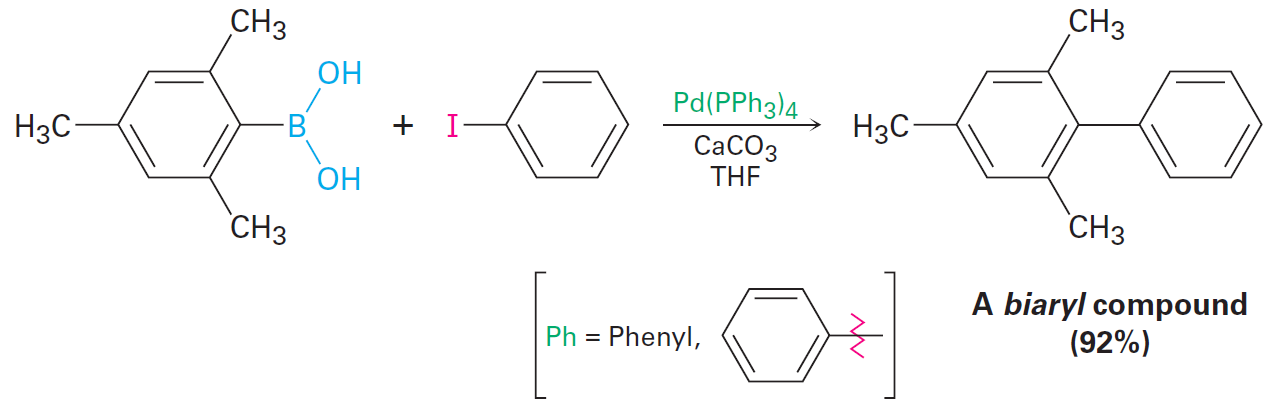 CH₃
OH
H₃C
B
OH
CH₃
+
I
Pd(PPh₃)₄
CaCO₃
THF
CH₃
H₃C
CH₃
Ph = Phenyl,
A biaryl compound
(92%)